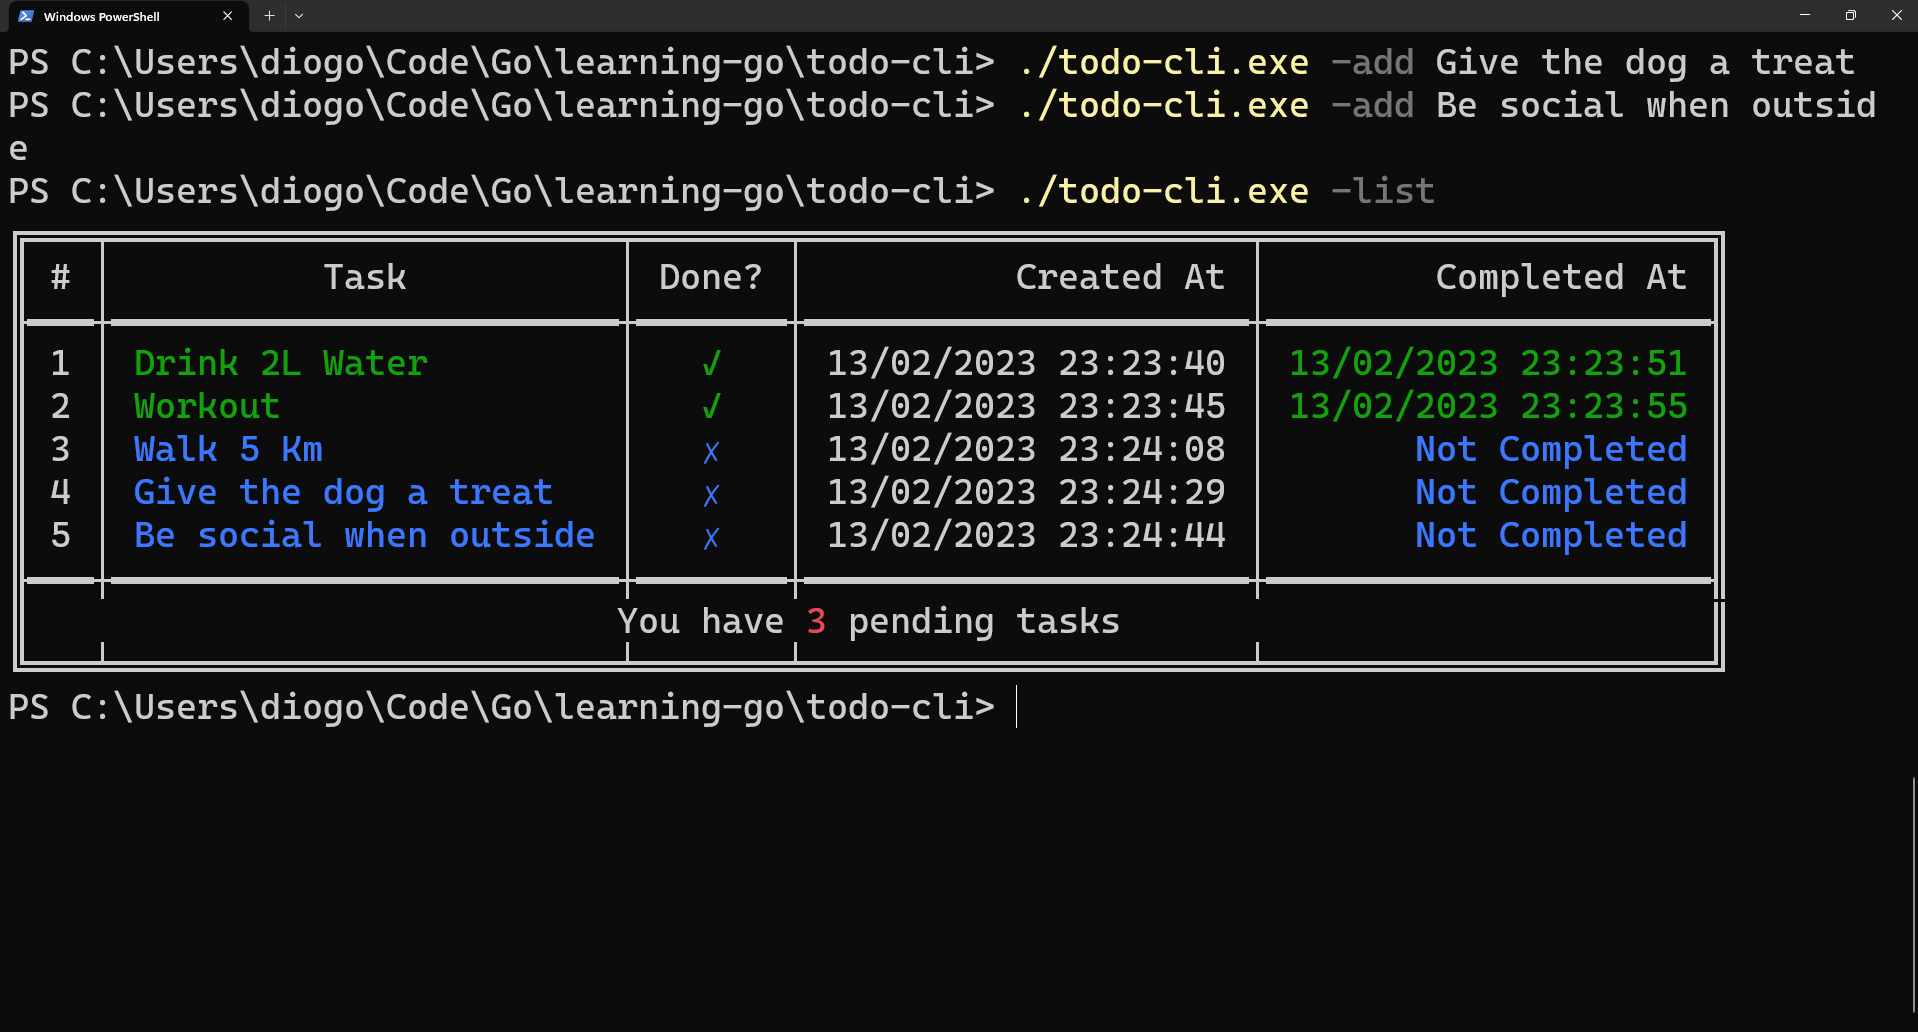 Windows PowerShell
PS C:\Users\diogo\Code\Go\learning-go\todo-cli> ./todo-cli.exe -add Give the dog a treat
PS C:\Users\diogo\Code\Go\learning-go\todo-cli> ./todo-cli.exe -add Be social when outsid
e
PS C:\Users\diogo\Code\Go\learning-go\todo-cli> ./todo-cli.exe -list
# Task Done? Created At Completed At
1 Drink 2L Water √ 13/02/2023 23:23:40 13/02/2023 23:23:51
2 Workout √ 13/02/2023 23:23:45 13/02/2023 23:23:55
3 Walk 5 Km ✗ 13/02/2023 23:24:08 Not Completed
4 Give the dog a treat ✗ 13/02/2023 23:24:29 Not Completed
5 Be social when outside ✗ 13/02/2023 23:24:44 Not Completed
You have 3 pending tasks
PS C:\Users\diogo\Code\Go\learning-go\todo-cli>